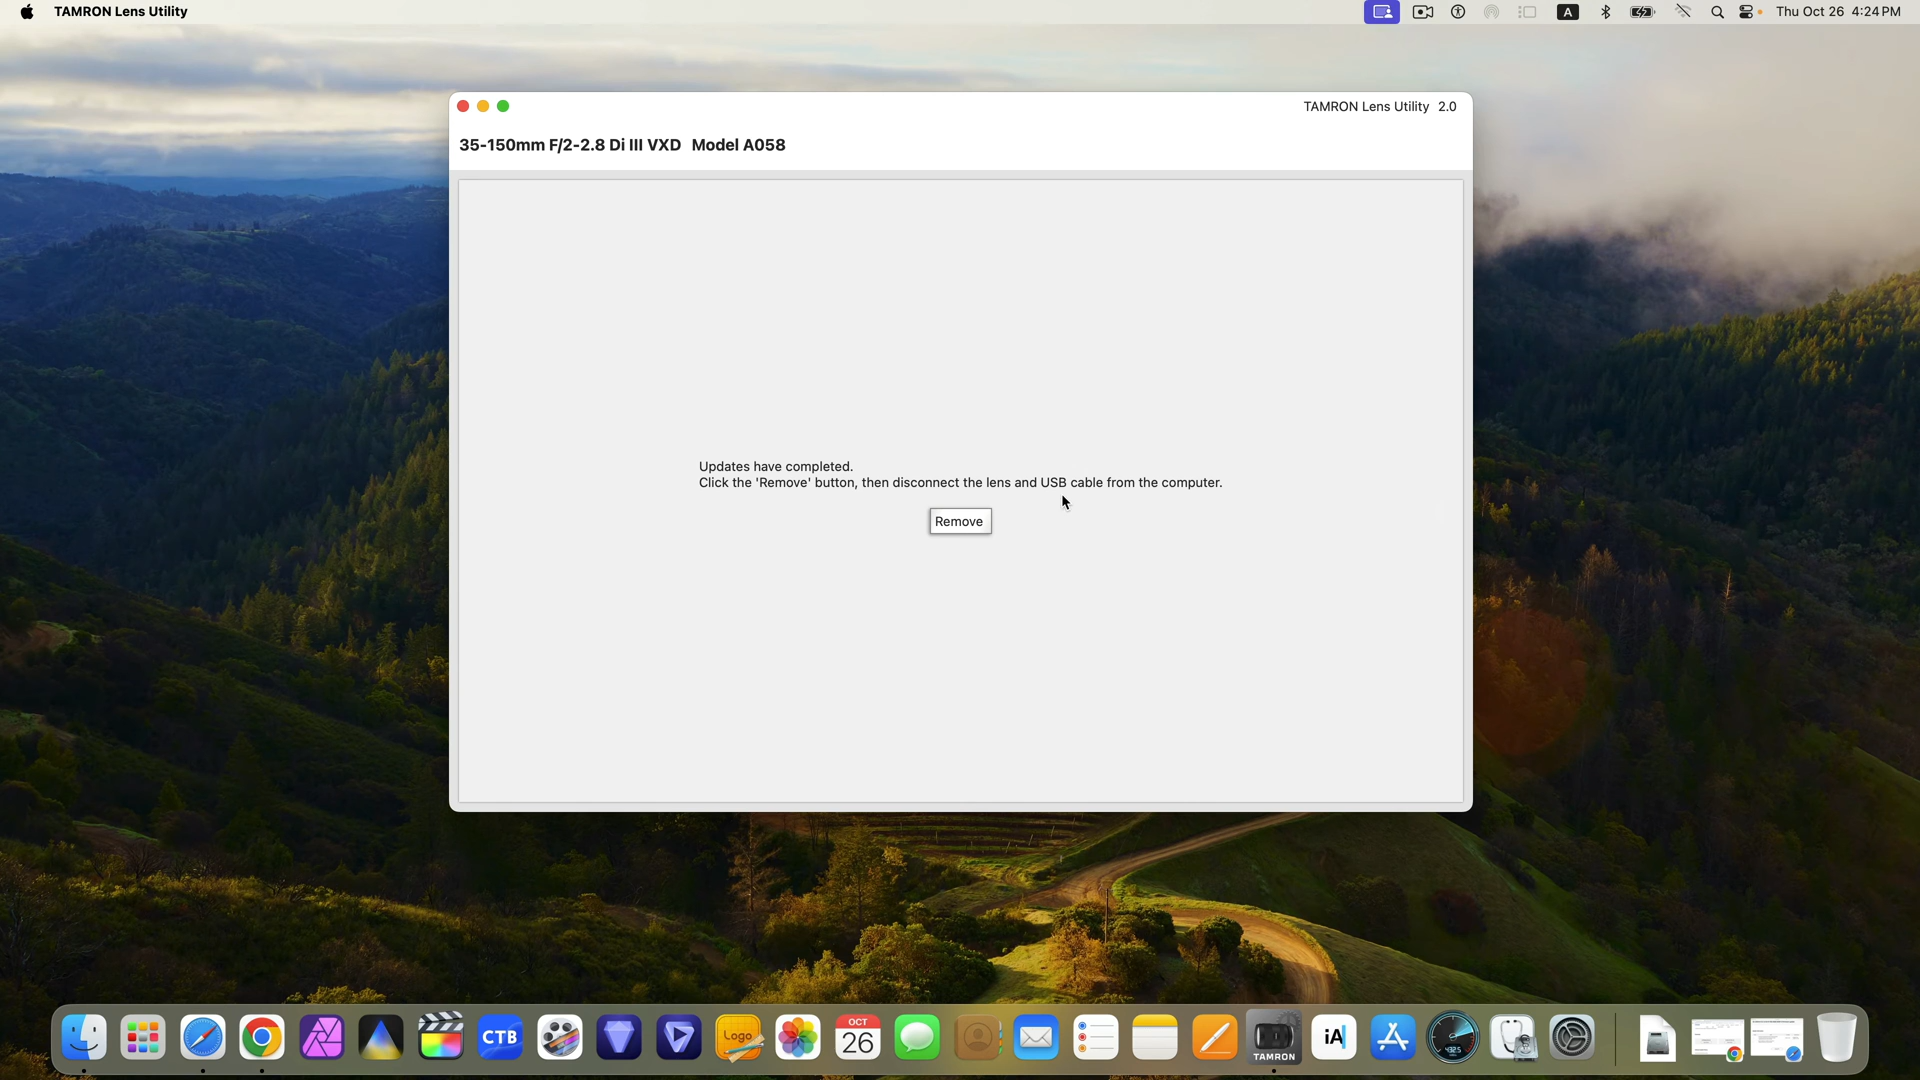 TAMRON Lens Utility
A
Thu Oct 26 4:24 PM
TAMRON Lens Utility 2.0
35-150mm F/2-2.8 Di III VXD Model A058
Updates have completed.
Click the 'Remove' button, then disconnect the lens and USB cable from the computer.
Remove
CTB
Logo
OCT
26
TAMRON
iA